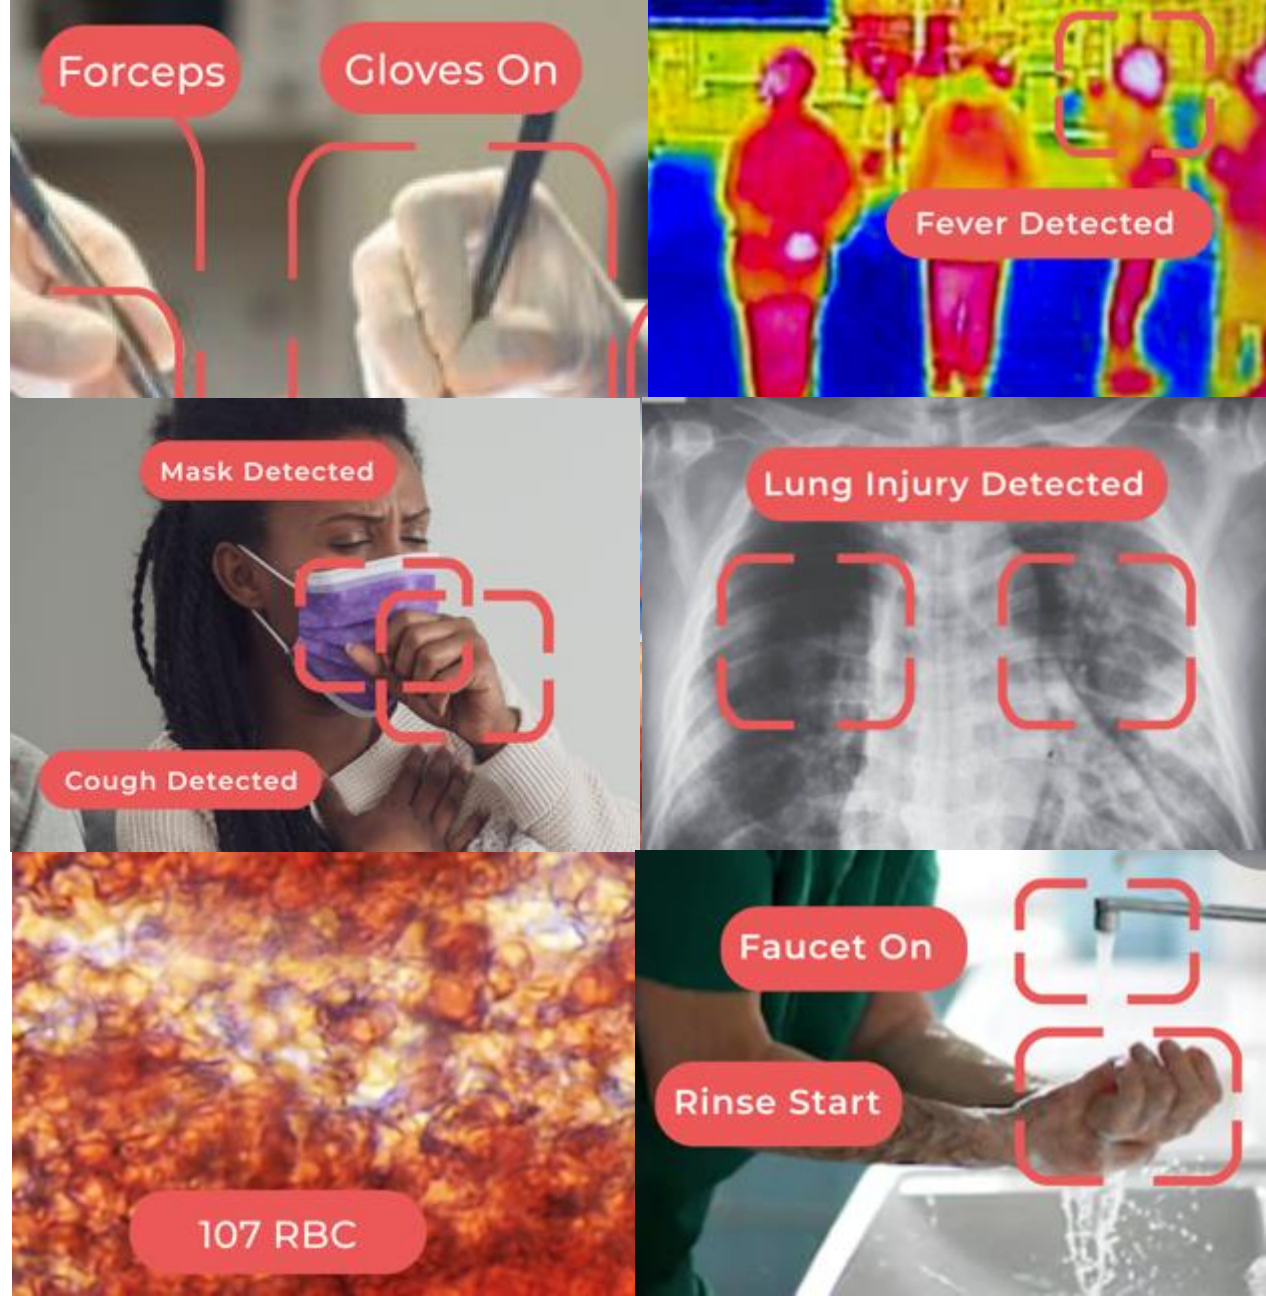 Forceps
Gloves On
Fever Detected
Mask Detected
Lung Injury Detected
Cough Detected
Faucet On
Rinse Start
107 RBC